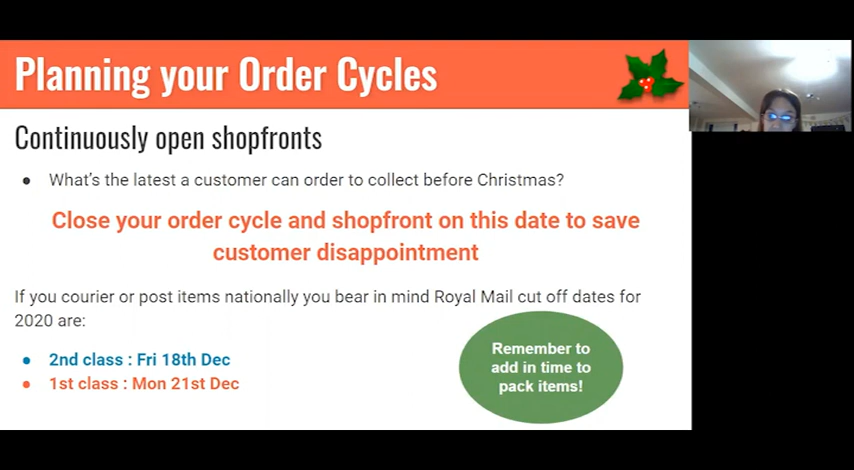 Planning your Order Cycles
Continuously open shopfronts
• What's the latest a customer can order to collect before Christmas?
Close your order cycle and shopfront on this date to save
customer disappointment
If you courier or post items nationally you bear in mind Royal Mail cut off dates for
2020 are:
• 2nd class : Fri 18th Dec
• 1st class : Mon 21st Dec
Remember to
add in time to
pack items!